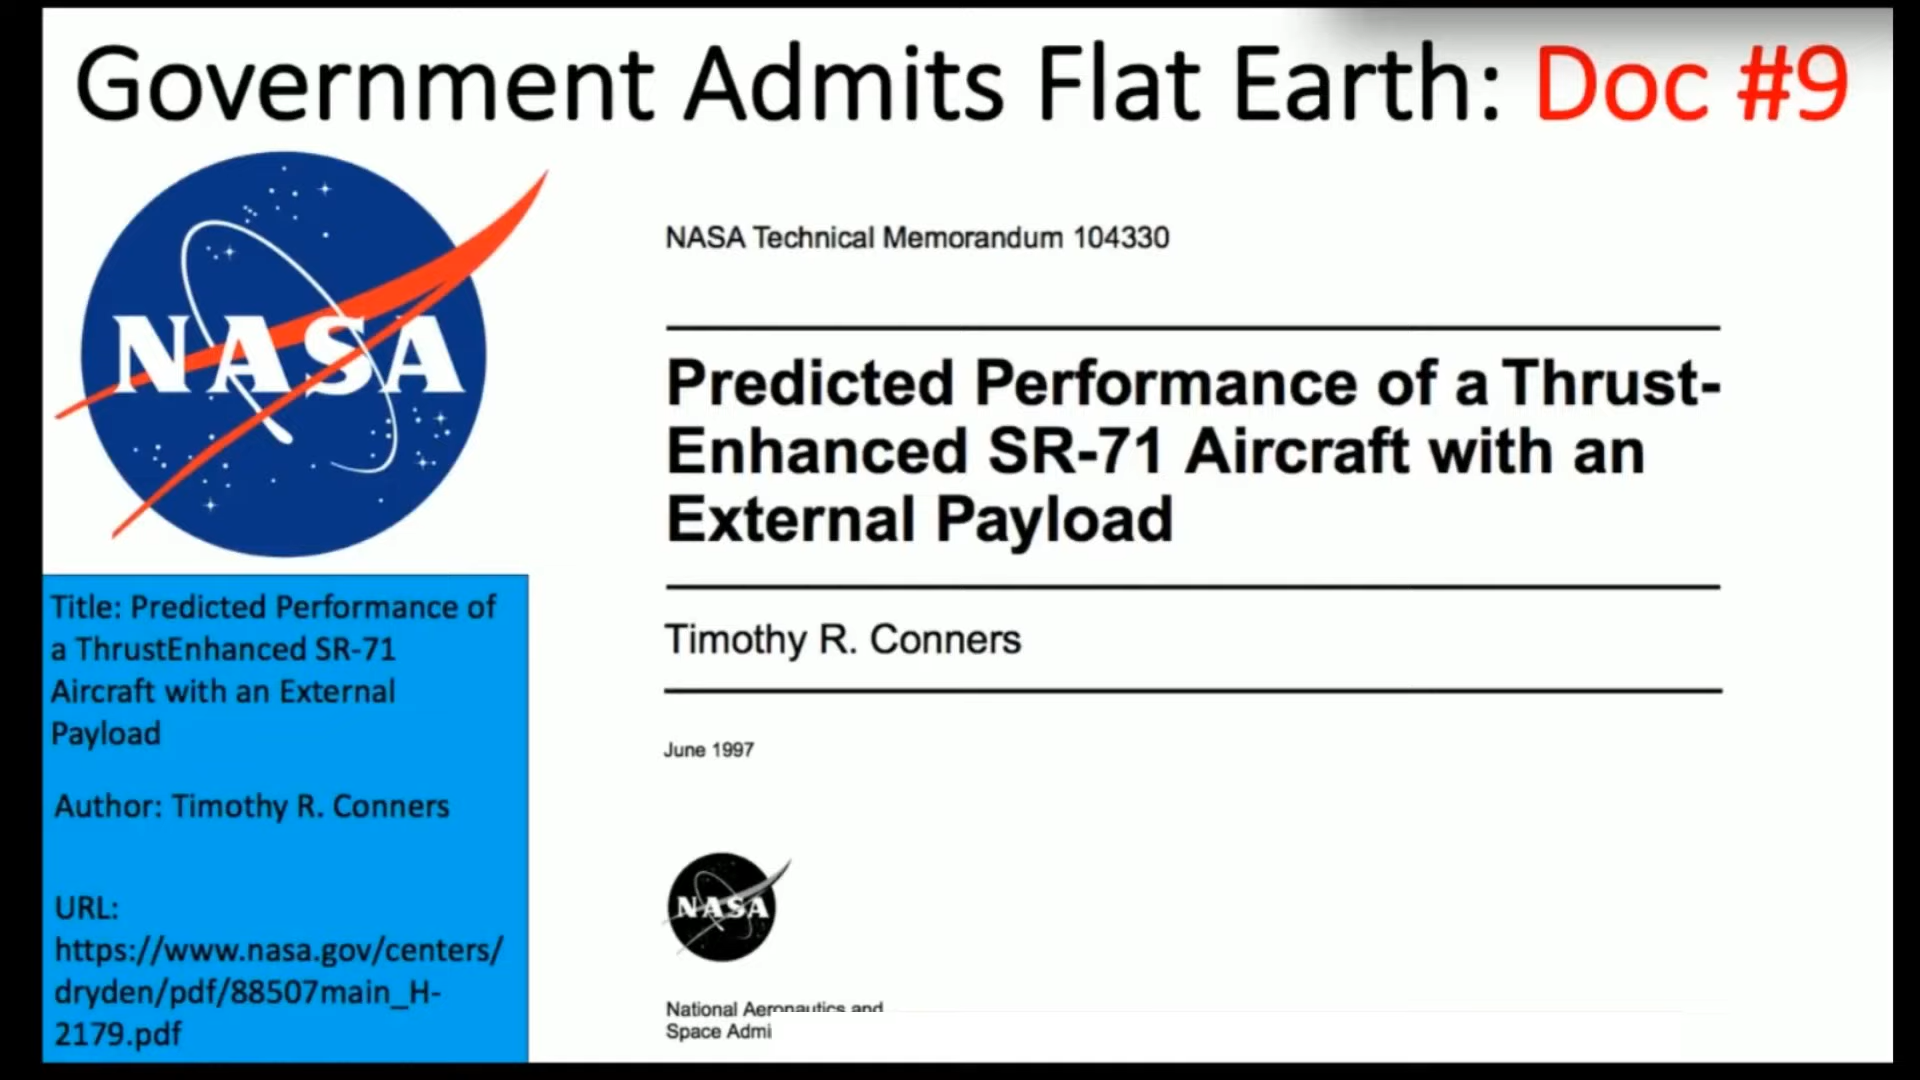 Government Admits Flat Earth: Doc #9
NASA
NASA Technical Memorandum 104330
Predicted Performance of a Thrust-
Enhanced SR-71 Aircraft with an
External Payload
Timothy R. Conners
June 1997
NASA
National Aeronautics and
Space Admi
Title: Predicted Performance of
a ThrustEnhanced SR-71
Aircraft with an External
Payload
Author: Timothy R. Conners
URL:
https://www.nasa.gov/centers/
dryden/pdf/88507main_H-
2179.pdf